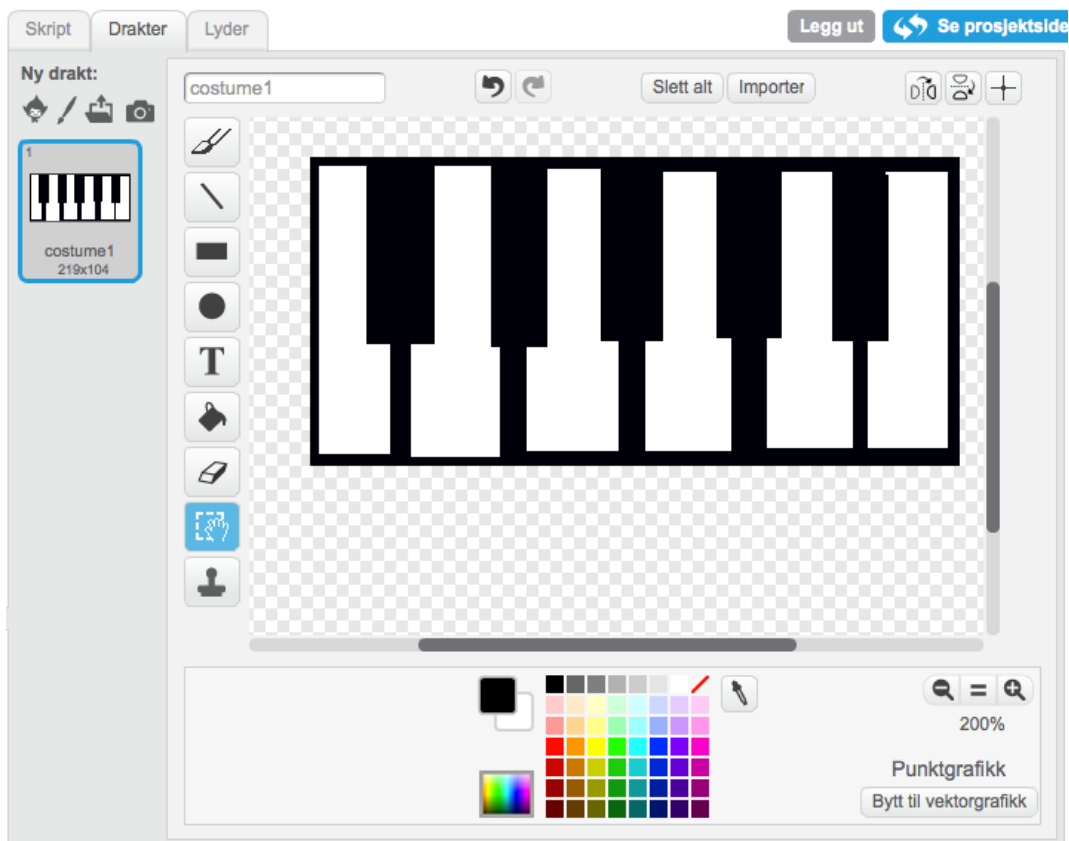 Skript Drakter Lyder Legg ut Se prosjektside
Ny drakt:
costume1 Slett alt Importer
1
costume1
219x104
T
200%
Punktgrafikk
Bytt til vektorgrafikk